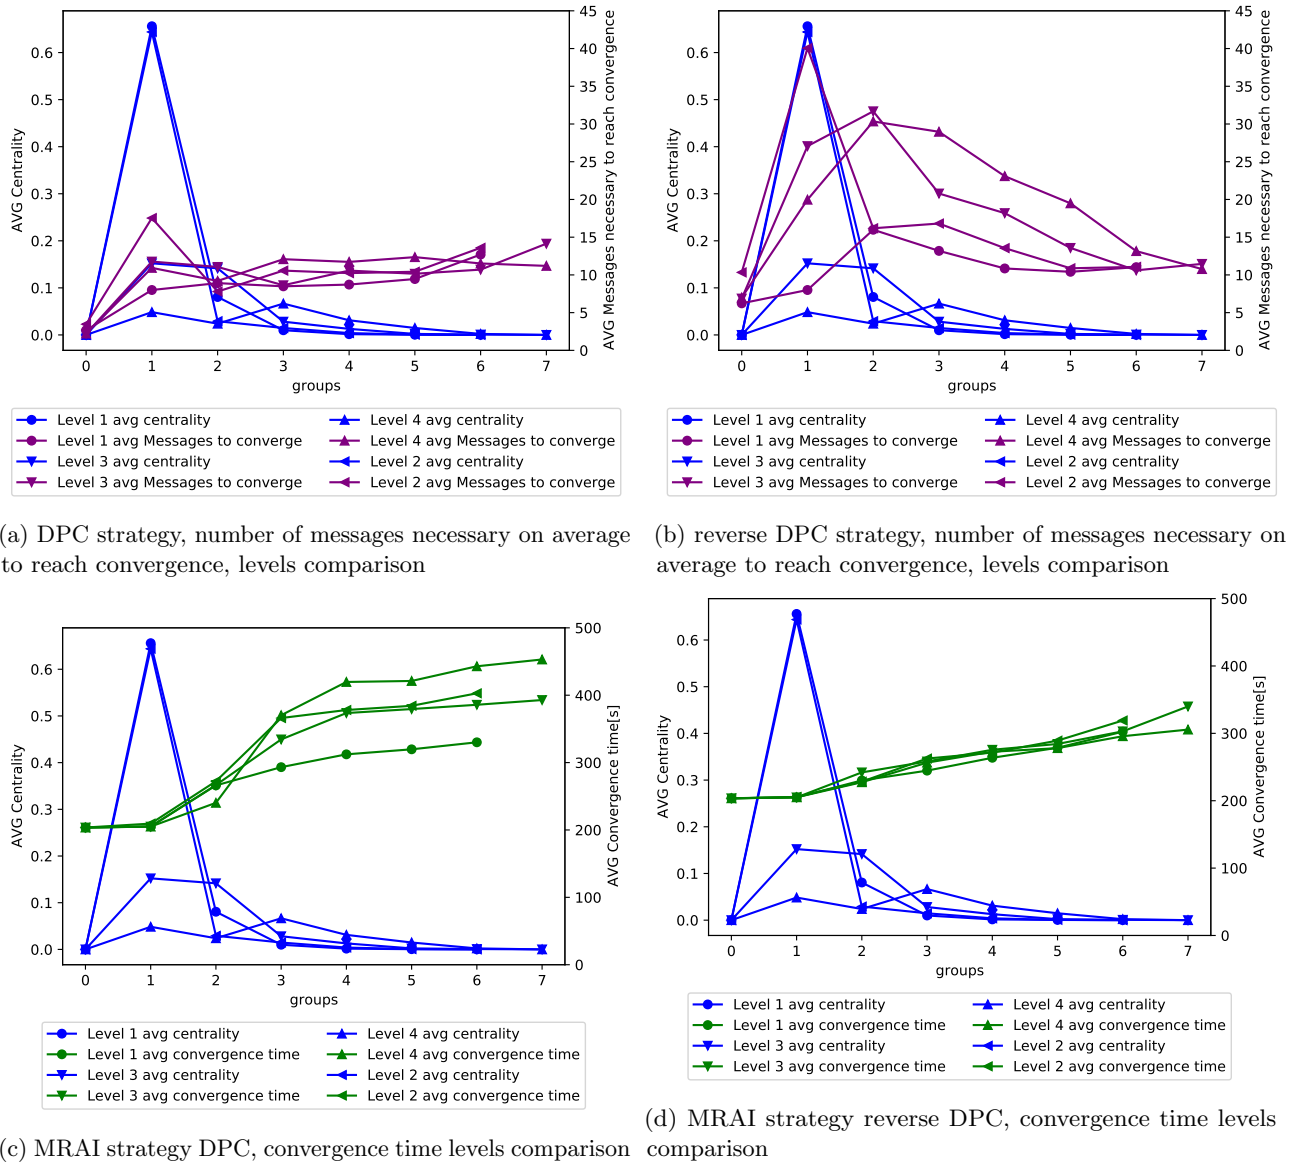 45
40
35
30
25
20
15
10
5
0
AVG Messages necessary to reach convergence
0.6
0.5
0.4
0.3
0.2
0.1
0.0
AVG Centrality
0 1 2 3 4 5 6 7
groups
Level 1 avg centrality
Level 1 avg Messages to converge
Level 3 avg centrality
Level 3 avg Messages to converge
Level 4 avg centrality
Level 4 avg Messages to converge
Level 2 avg centrality
Level 2 avg Messages to converge
(a) DPC strategy, number of messages necessary on average
to reach convergence, levels comparison
45
40
35
30
25
20
15
10
5
0
AVG Messages necessary to reach convergence
0.6
0.5
0.4
0.3
0.2
0.1
0.0
AVG Centrality
0 1 2 3 4 5 6 7
groups
Level 1 avg centrality
Level 1 avg Messages to converge
Level 3 avg centrality
Level 3 avg Messages to converge
Level 4 avg centrality
Level 4 avg Messages to converge
Level 2 avg centrality
Level 2 avg Messages to converge
(b) reverse DPC strategy, number of messages necessary on
average to reach convergence, levels comparison
500
400
300
200
100
0
AVG Convergence time[s]
0.6
0.5
0.4
0.3
0.2
0.1
0.0
AVG Centrality
0 1 2 3 4 5 6 7
groups
Level 1 avg centrality
Level 1 avg convergence time
Level 3 avg centrality
Level 3 avg convergence time
Level 4 avg centrality
Level 4 avg convergence time
Level 2 avg centrality
Level 2 avg convergence time
(c) MRAI strategy DPC, convergence time levels comparison
500
400
300
200
100
0
AVG Convergence time[s]
0.6
0.5
0.4
0.3
0.2
0.1
0.0
AVG Centrality
0 1 2 3 4 5 6 7
groups
Level 1 avg centrality
Level 1 avg convergence time
Level 3 avg centrality
Level 3 avg convergence time
Level 4 avg centrality
Level 4 avg convergence time
Level 2 avg centrality
Level 2 avg convergence time
(d) MRAI strategy reverse DPC, convergence time levels
comparison